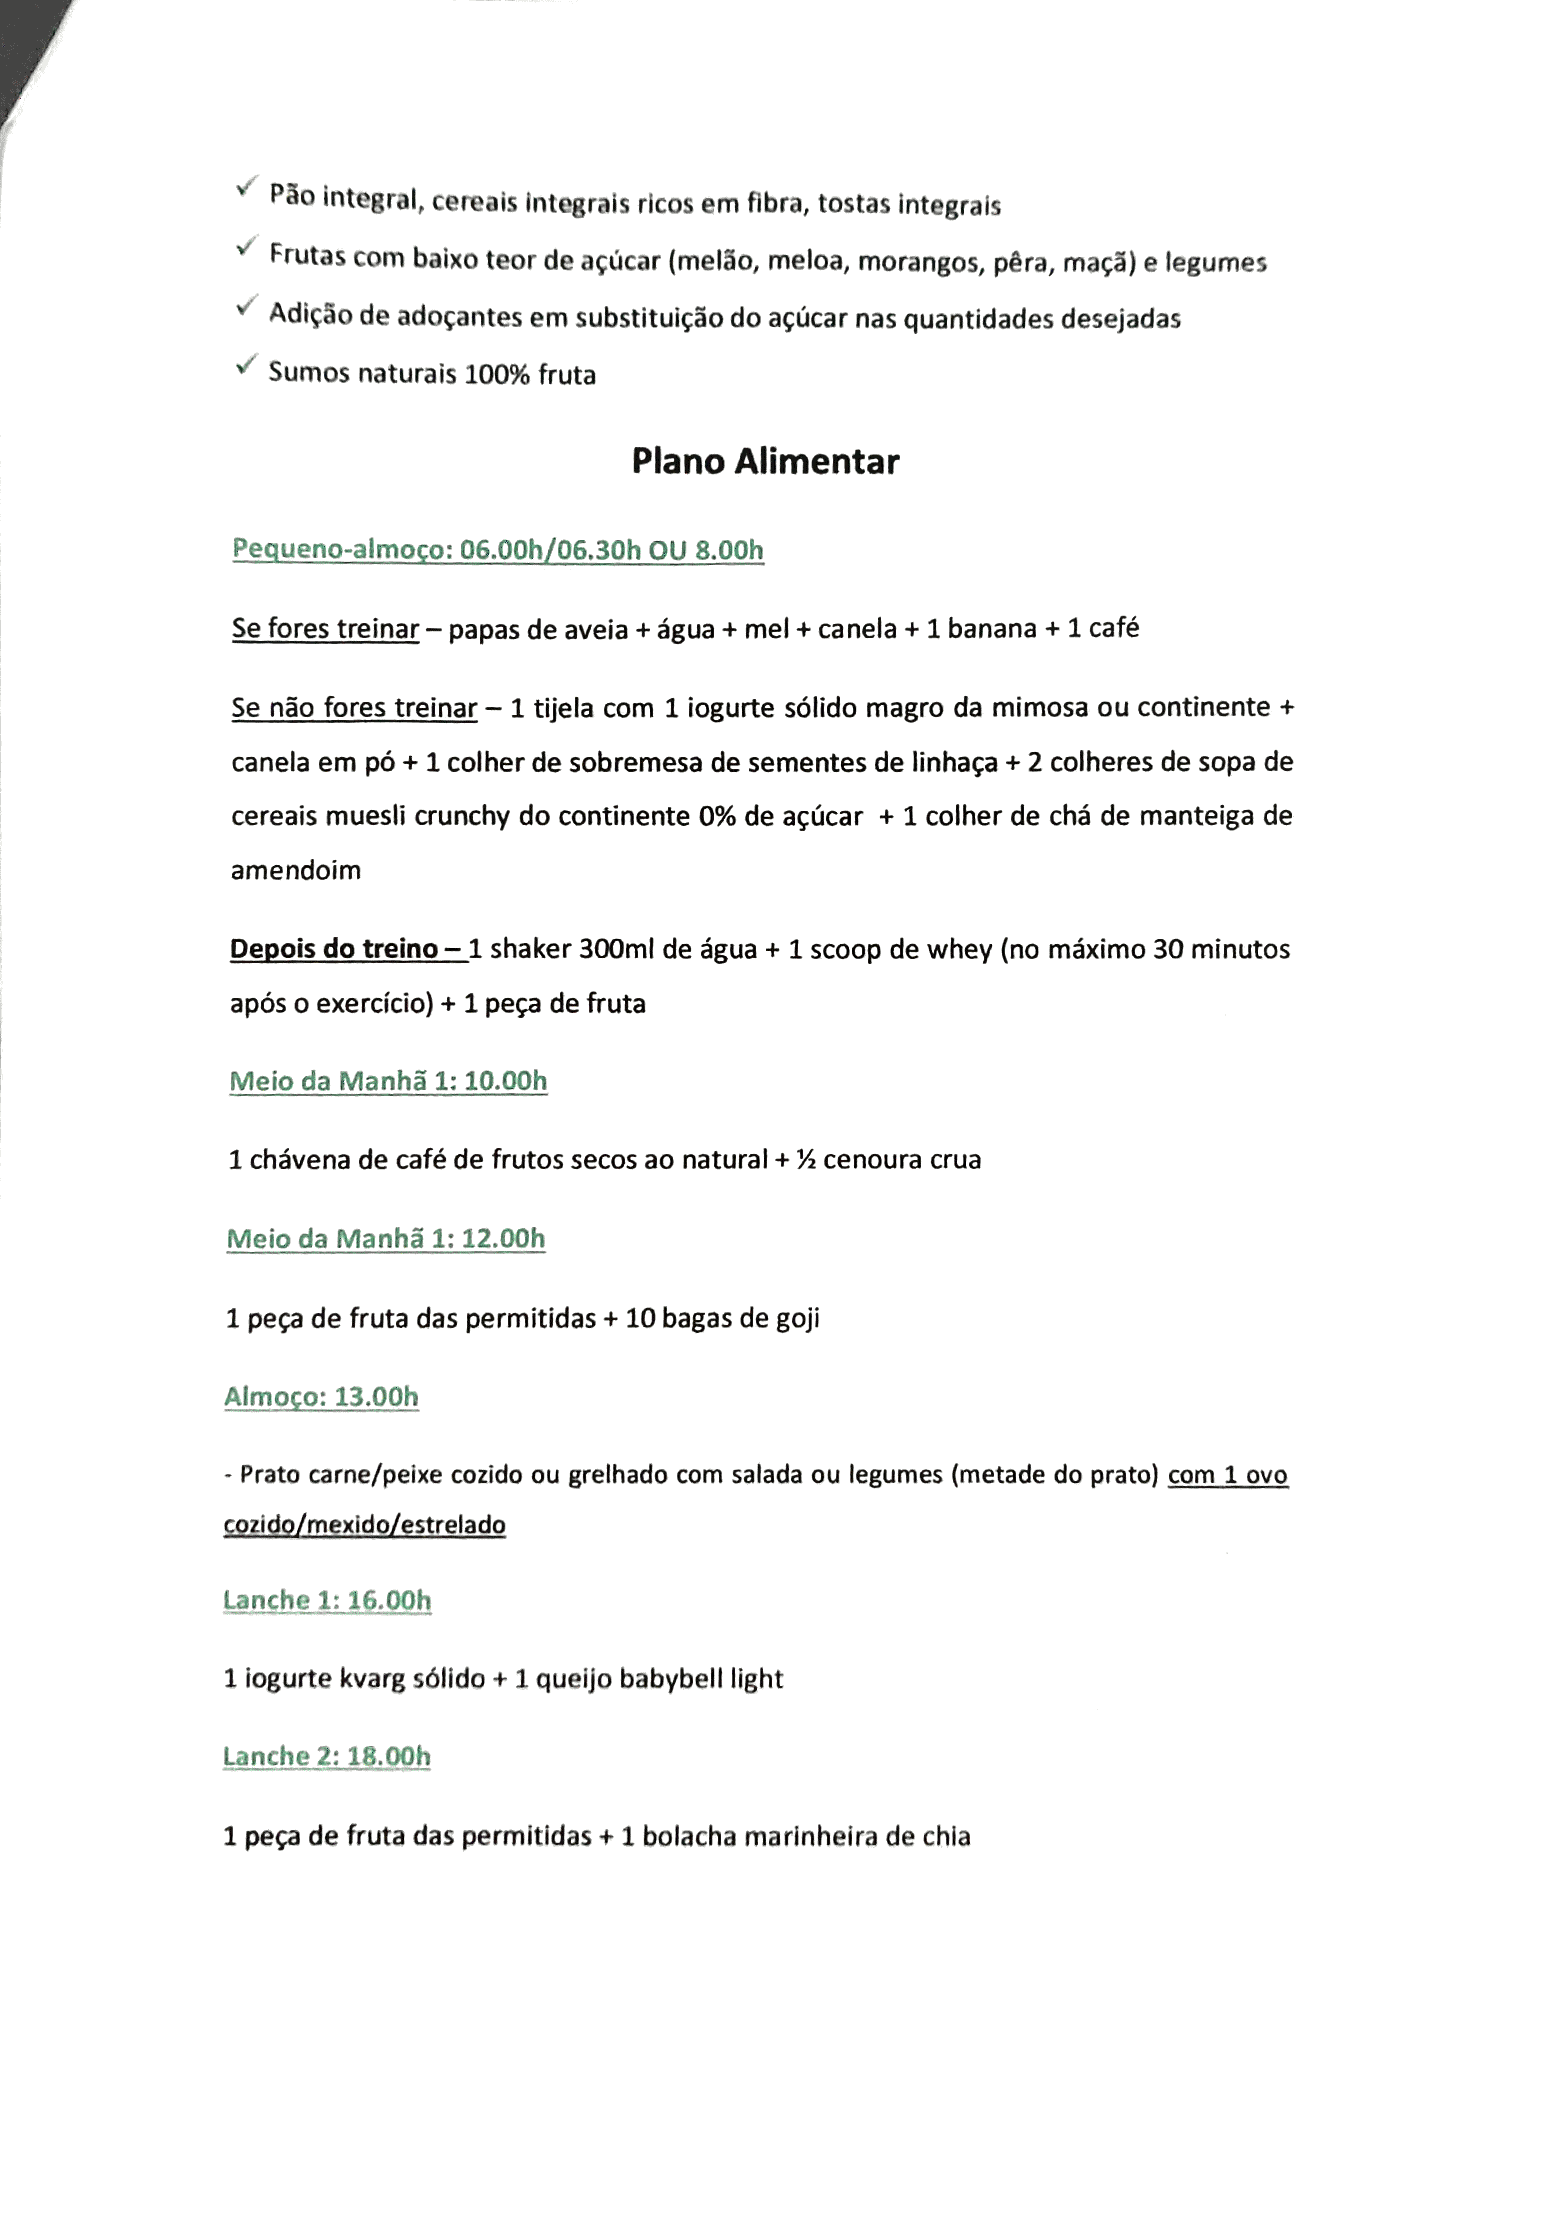 ✓ Pão integral, cereais integrais ricos em fibra, tostas integrais
✓ Frutas com baixo teor de açúcar (melão, meloa, morangos, pêra, maçã) e legumes
✓ Adição de adoçantes em substituição do açúcar nas quantidades desejadas
✓ Sumos naturais 100% fruta
Plano Alimentar
Pequeno-almoço: 06.00h/06.30h OU 8.00h
Se fores treinar – papas de aveia + água + mel + canela + 1 banana + 1 café
Se não fores treinar – 1 tijela com 1 iogurte sólido magro da mimosa ou continente +
canela em pó + 1 colher de sobremesa de sementes de linhaça + 2 colheres de sopa de
cereais muesli crunchy do continente 0% de açúcar + 1 colher de chá de manteiga de
amendoim
Depois do treino – 1 shaker 300ml de água + 1 scoop de whey (no máximo 30 minutos
após o exercício) + 1 peça de fruta
Meio da Manhã 1: 10.00h
1 chávena de café de frutos secos ao natural + ½ cenoura crua
Meio da Manhã 1: 12.00h
1 peça de fruta das permitidas + 10 bagas de goji
Almoço: 13.00h
- Prato carne/peixe cozido ou grelhado com salada ou legumes (metade do prato) com 1 ovo
cozido/mexido/estrelado
Lanche 1: 16.00h
1 iogurte kvarg sólido + 1 queijo babybell light
Lanche 2: 18.00h
1 peça de fruta das permitidas + 1 bolacha marinheira de chia